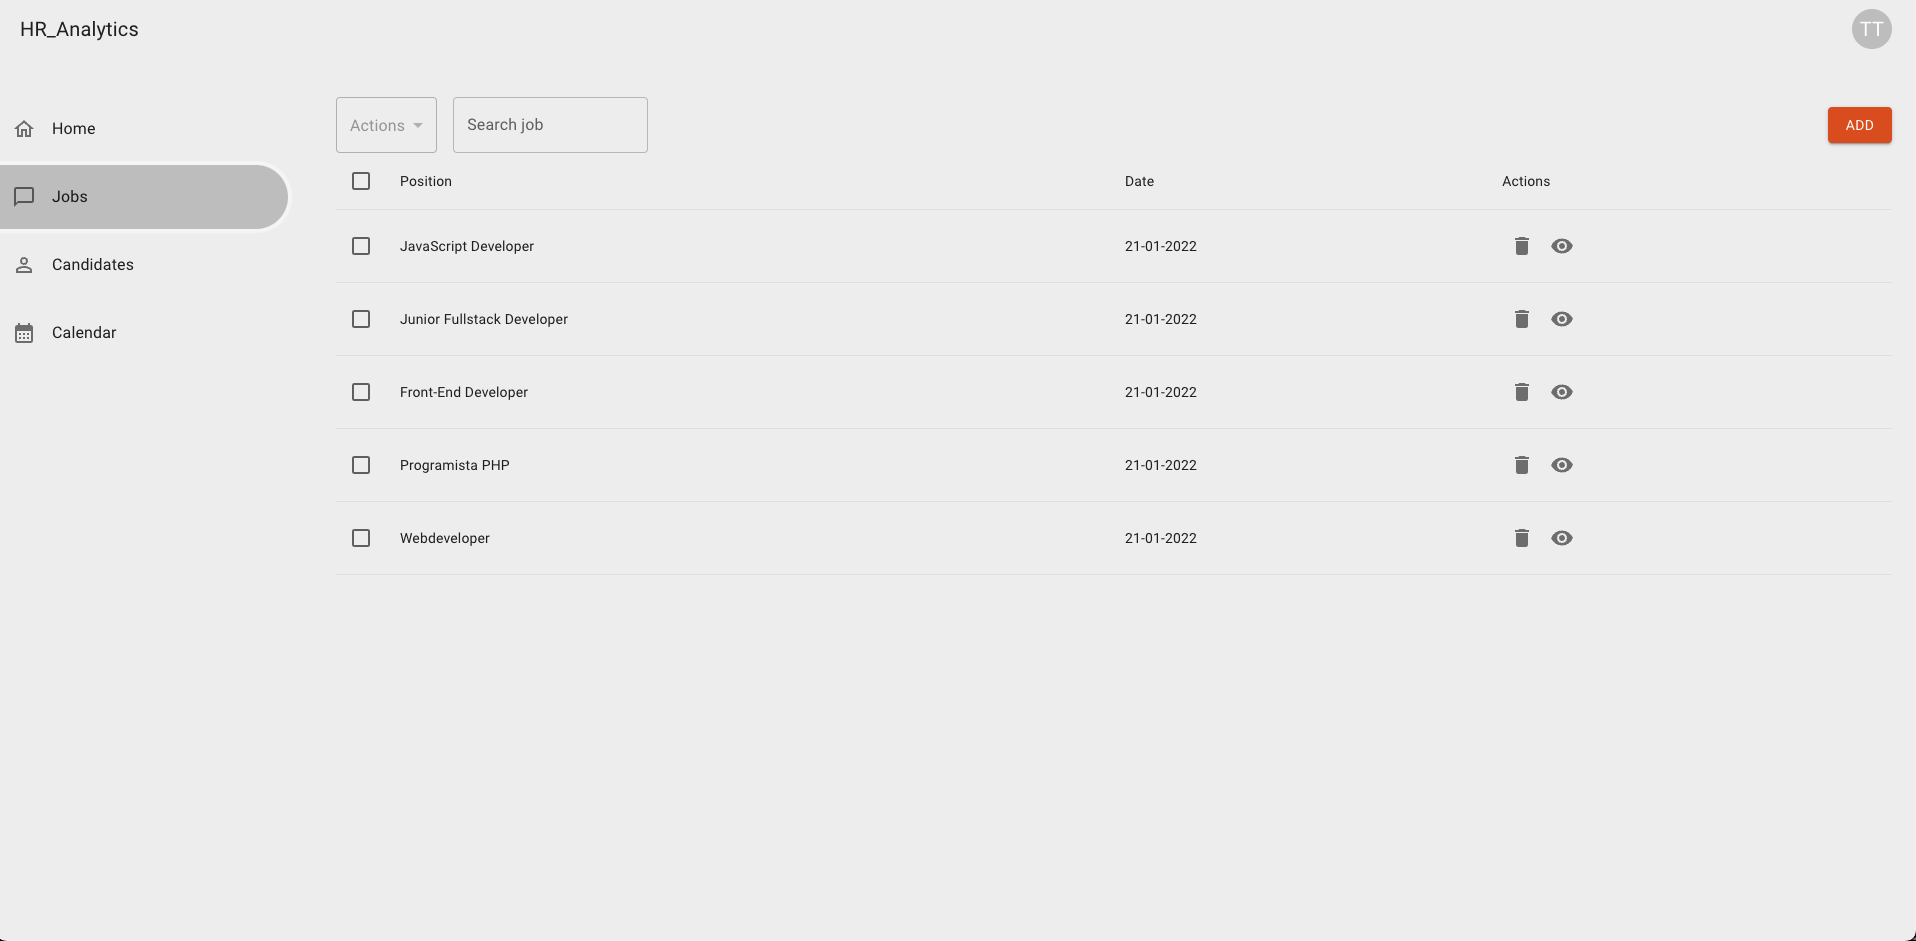 HR_Analytics
TT
Home
Jobs
Candidates
Calendar
Actions
Search job
ADD
Position Date Actions
JavaScript Developer 21-01-2022
Junior Fullstack Developer 21-01-2022
Front-End Developer 21-01-2022
Programista PHP 21-01-2022
Webdeveloper 21-01-2022